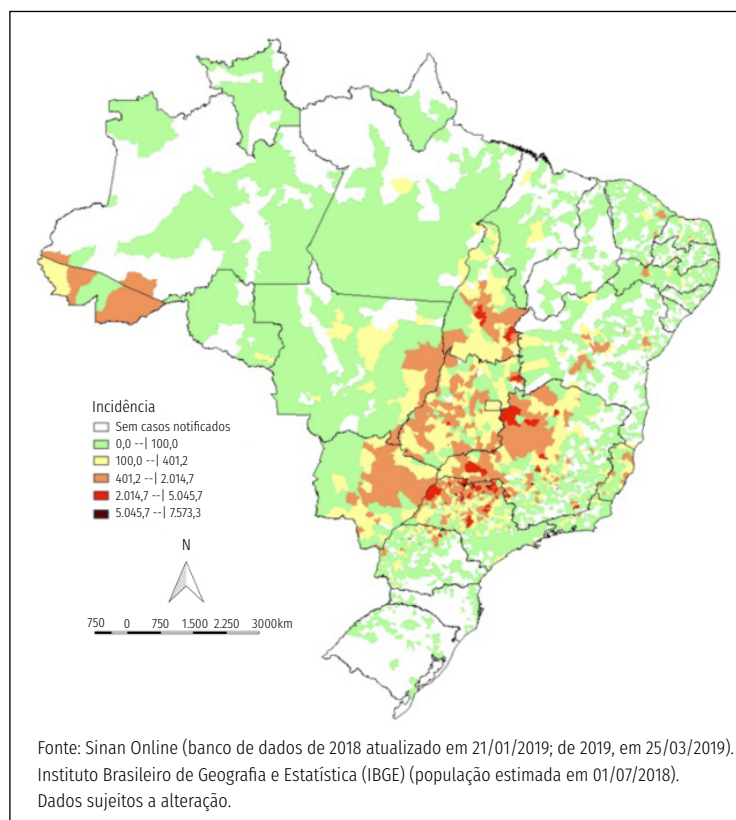 Incidência
Sem casos notificados
0,0 --| 100,0
100,0 --| 401,2
401,2 --| 2.014,7
2.014,7 --| 5.045,7
5.045,7 --| 7.573,3
N
750 0 750 1.500 2.250 3000km
Fonte: Sinan Online (banco de dados de 2018 atualizado em 21/01/2019; de 2019, em 25/03/2019).
Instituto Brasileiro de Geografia e Estatística (IBGE) (população estimada em 01/07/2018).
Dados sujeitos a alteração.